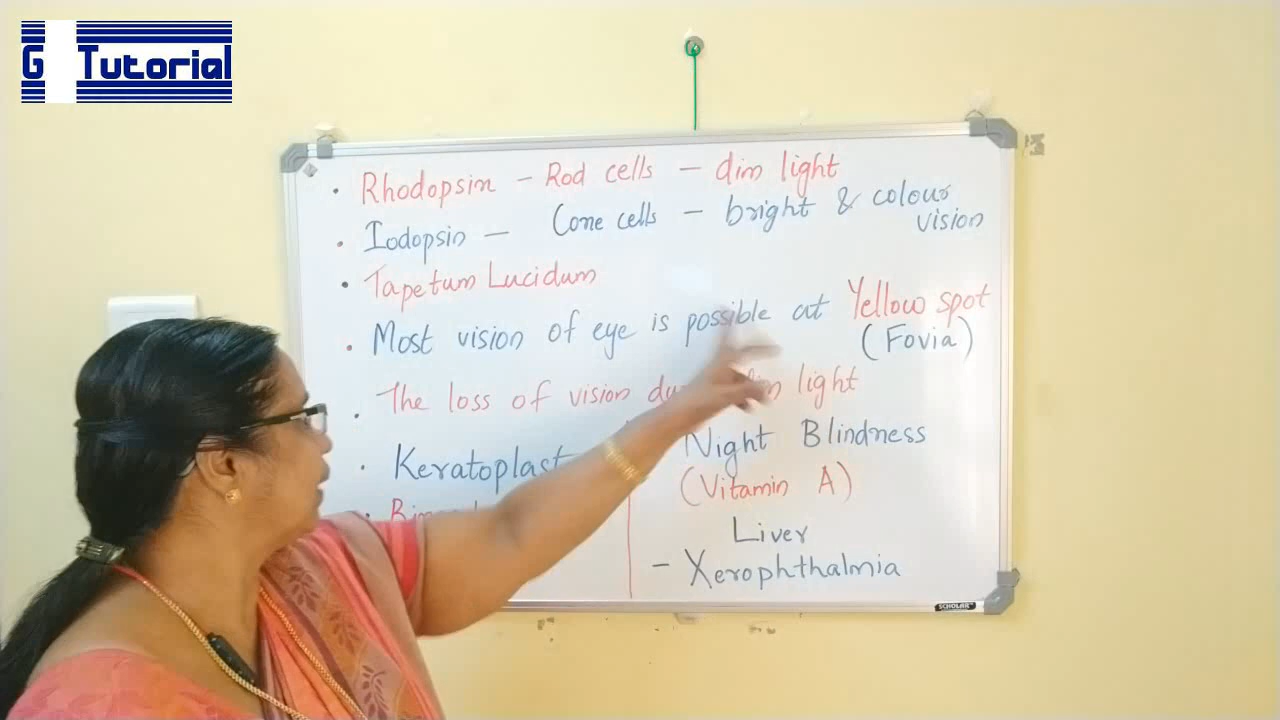 G Tutorial
• Rhodopsin – Rod cells – dim light
• Iodopsin – Cone cells – bright & colour
vision
• Tapetum Lucidum
• Most vision of eye is possible at Yellow spot
(Fovia)
• The loss of vision light
Night Blindness
• Keratoplast
(Vitamin A)
Liver
– Xerophthalmia
SCHOLAR